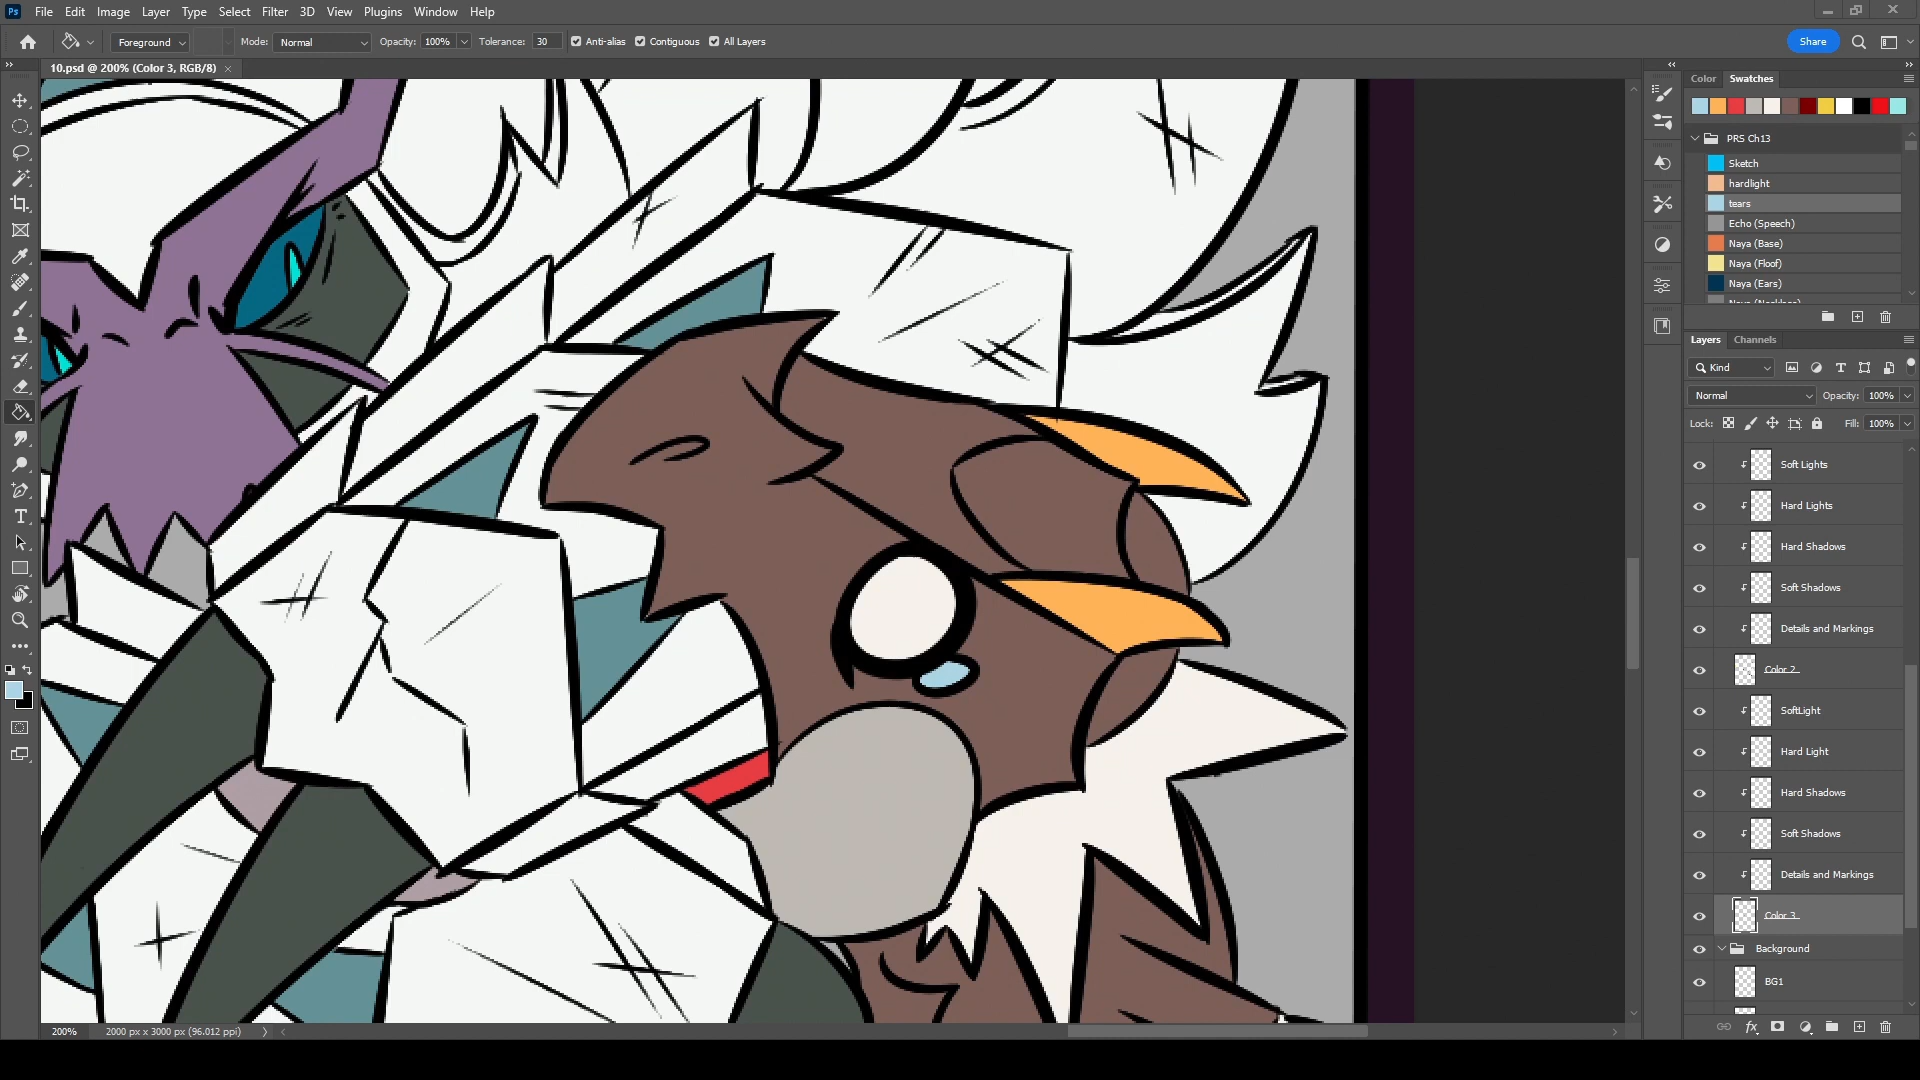 Ps File Edit Image Layer Type Select Filter 3D View Plugins Window Help
Foreground Mode: Normal Opacity: 100% Tolerance: 30 Anti-alias Contiguous All Layers Share
10.psd @ 200% (Color 3, RGB/8) ×
Color Swatches
PRS Ch13
Sketch
hardlight
tears
Echo (Speech)
Naya (Base)
Naya (Floof)
Naya (Ears)
Layers Channels
Kind
Normal Opacity: 100%
Lock: Fill: 100%
Soft Lights
Hard Lights
Hard Shadows
Soft Shadows
Details and Markings
Color 2
SoftLight
Hard Light
Hard Shadows
Soft Shadows
Details and Markings
Color 3
Background
BG1
200% 2000 px x 3000 px (96.012 ppi)